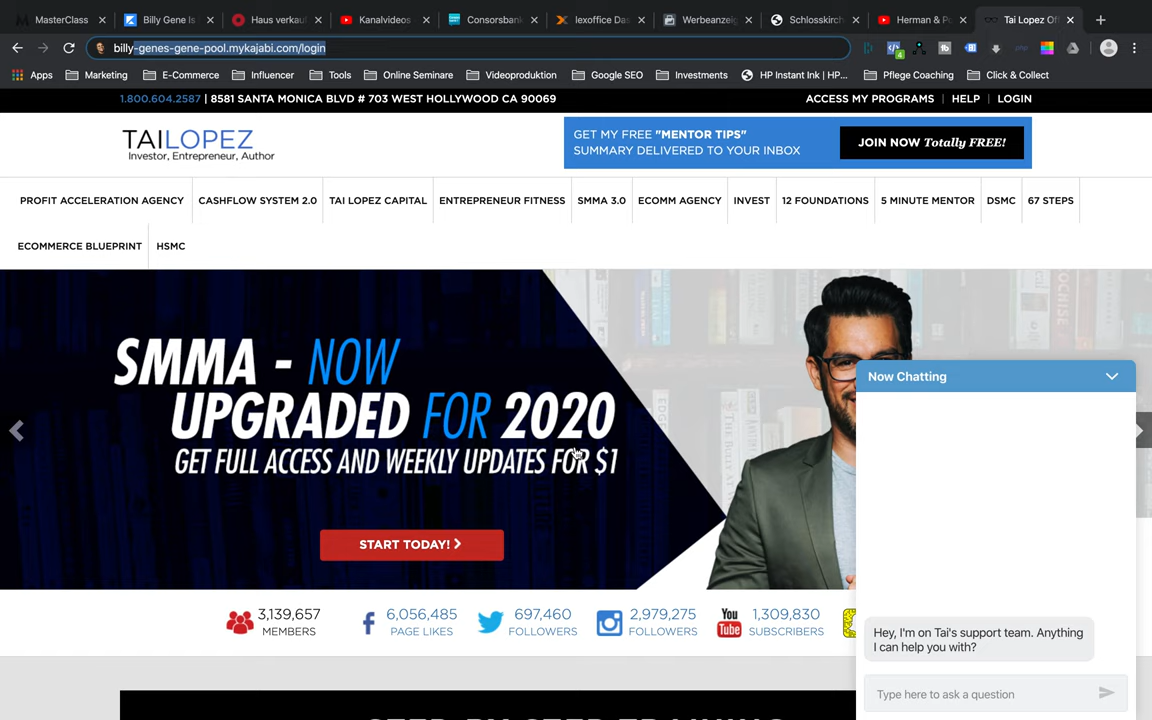 MasterClass
Billy Gene Is
Haus verkau
Kanalvideos
Consorsban
lexoffice Das
Werbeanzeig
Schlosskirch
Herman & Po
Tai Lopez Off
billy-genes-gene-pool.mykajabi.com/login
Apps Marketing E-Commerce Influencer Tools Online Seminare Videoproduktion Google SEO Investments HP Instant Ink | HP... Pflege Coaching Click & Collect
1.800.604.2587 | 8581 SANTA MONICA BLVD # 703 WEST HOLLYWOOD CA 90069
ACCESS MY PROGRAMS | HELP | LOGIN
TAILOPEZ
Investor, Entrepreneur, Author
GET MY FREE "MENTOR TIPS"
SUMMARY DELIVERED TO YOUR INBOX
JOIN NOW Totally FREE!
PROFIT ACCELERATION AGENCY CASHFLOW SYSTEM 2.0 TAI LOPEZ CAPITAL ENTREPRENEUR FITNESS SMMA 3.0 ECOMM AGENCY INVEST 12 FOUNDATIONS 5 MINUTE MENTOR DSMC 67 STEPS
ECOMMERCE BLUEPRINT HSMC
SMMA - NOW
UPGRADED FOR 2020
GET FULL ACCESS AND WEEKLY UPDATES FOR $1
START TODAY!
3,139,657
MEMBERS
6,056,485
PAGE LIKES
697,460
FOLLOWERS
2,979,275
FOLLOWERS
You
Tube
1,309,830
SUBSCRIBERS
Now Chatting
Hey, I'm on Tai's support team. Anything
I can help you with?
Type here to ask a question